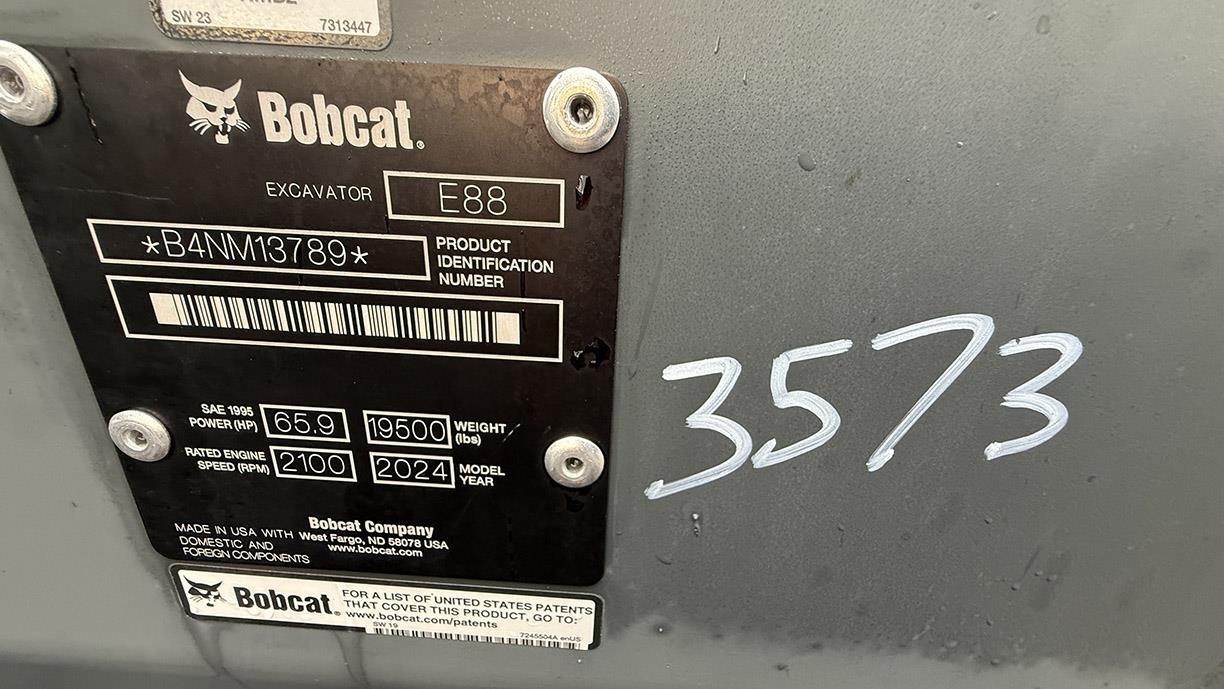 SW 23
7313447
Bobcat®
EXCAVATOR E88
*B4NM13789* PRODUCT IDENTIFICATION NUMBER
SAE 1995 POWER (HP) 65.9 19500 WEIGHT (lbs)
RATED ENGINE SPEED (RPM) 2100 2024 MODEL YEAR
MADE IN USA WITH
DOMESTIC AND
FOREIGN COMPONENTS
Bobcat Company
West Fargo, ND 58078 USA
www.bobcat.com
Bobcat®
FOR A LIST OF UNITED STATES PATENTS
THAT COVER THIS PRODUCT, GO TO:
www.bobcat.com/patents
SW 19
7245504A enUS
3573